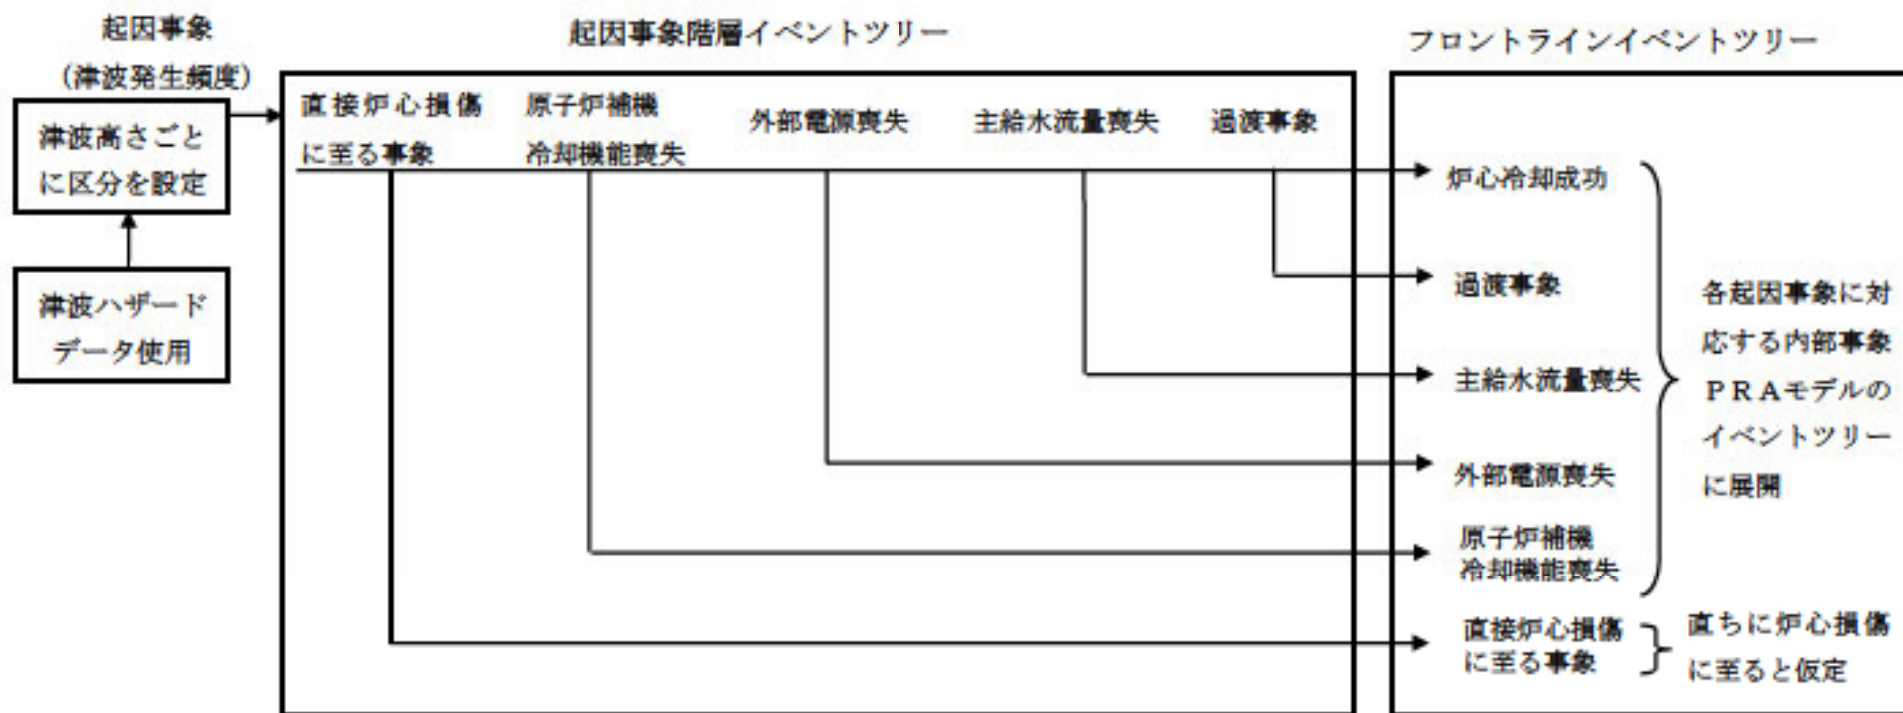 起因事象
（津波発生頻度）
津波高さごと
に区分を設定
津波ハザード
データ使用
起因事象階層イベントツリー
直接炉心損傷
に至る事象
原子炉補機
冷却機能喪失
外部電源喪失
主給水流量喪失
過渡事象
フロントラインイベントツリー
炉心冷却成功
過渡事象
主給水流量喪失
外部電源喪失
原子炉補機
冷却機能喪失
各起因事象に対
応する内部事象
ＰＲＡモデルの
イベントツリー
に展開
直接炉心損傷
に至る事象
直ちに炉心損傷
に至ると仮定